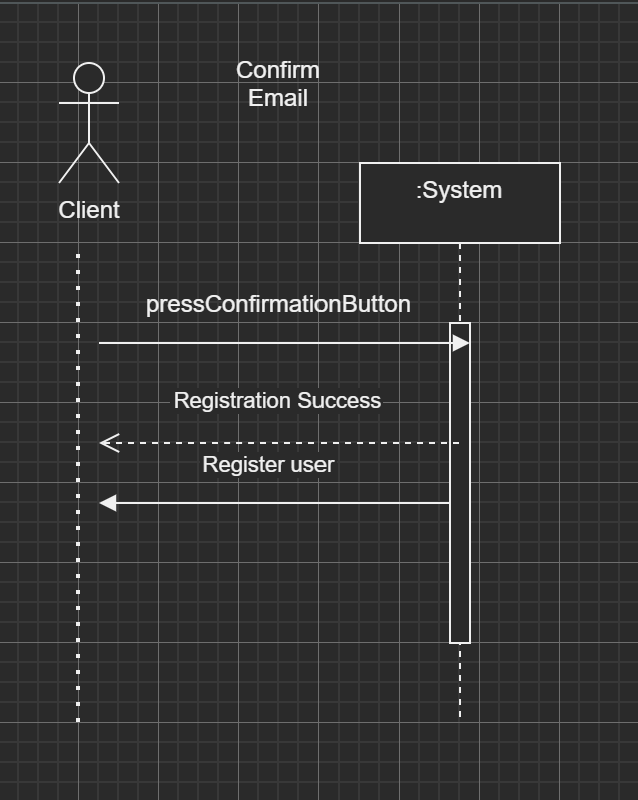 Confirm
Email
:System
Client
pressConfirmationButton
Registration Success
Register user